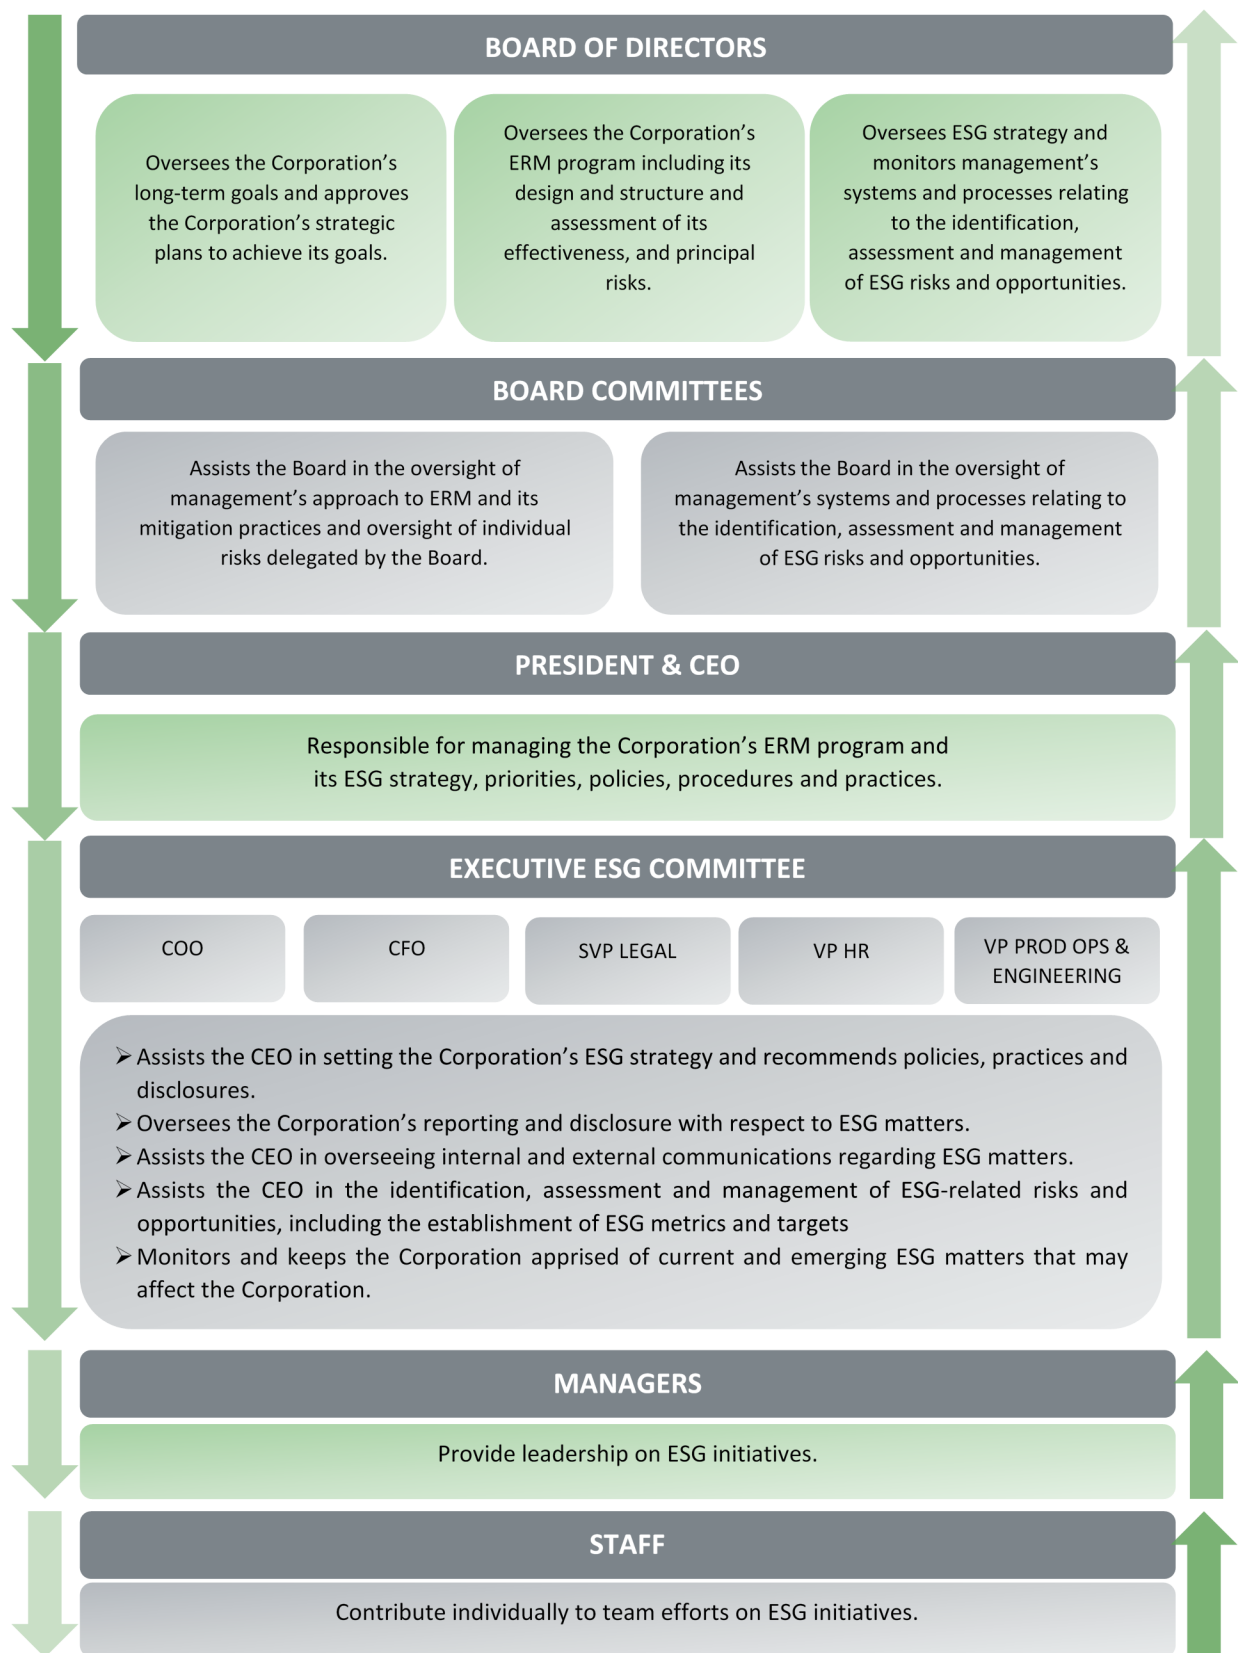 BOARD OF DIRECTORS
Oversees the Corporation’s
long-term goals and approves
the Corporation’s strategic
plans to achieve its goals.
Oversees the Corporation’s
ERM program including its
design and structure and
assessment of its
effectiveness, and principal
risks.
Oversees ESG strategy and
monitors management’s
systems and processes relating
to the identification,
assessment and management
of ESG risks and opportunities.
BOARD COMMITTEES
Assists the Board in the oversight of
management’s approach to ERM and its
mitigation practices and oversight of individual
risks delegated by the Board.
Assists the Board in the oversight of
management’s systems and processes relating to
the identification, assessment and management
of ESG risks and opportunities.
PRESIDENT & CEO
Responsible for managing the Corporation’s ERM program and
its ESG strategy, priorities, policies, procedures and practices.
EXECUTIVE ESG COMMITTEE
COO
CFO
SVP LEGAL
VP HR
VP PROD OPS &
ENGINEERING
➢ Assists the CEO in setting the Corporation’s ESG strategy and recommends policies, practices and
disclosures.
➢ Oversees the Corporation’s reporting and disclosure with respect to ESG matters.
➢ Assists the CEO in overseeing internal and external communications regarding ESG matters.
➢ Assists the CEO in the identification, assessment and management of ESG-related risks and
opportunities, including the establishment of ESG metrics and targets
➢ Monitors and keeps the Corporation apprised of current and emerging ESG matters that may
affect the Corporation.
MANAGERS
Provide leadership on ESG initiatives.
STAFF
Contribute individually to team efforts on ESG initiatives.